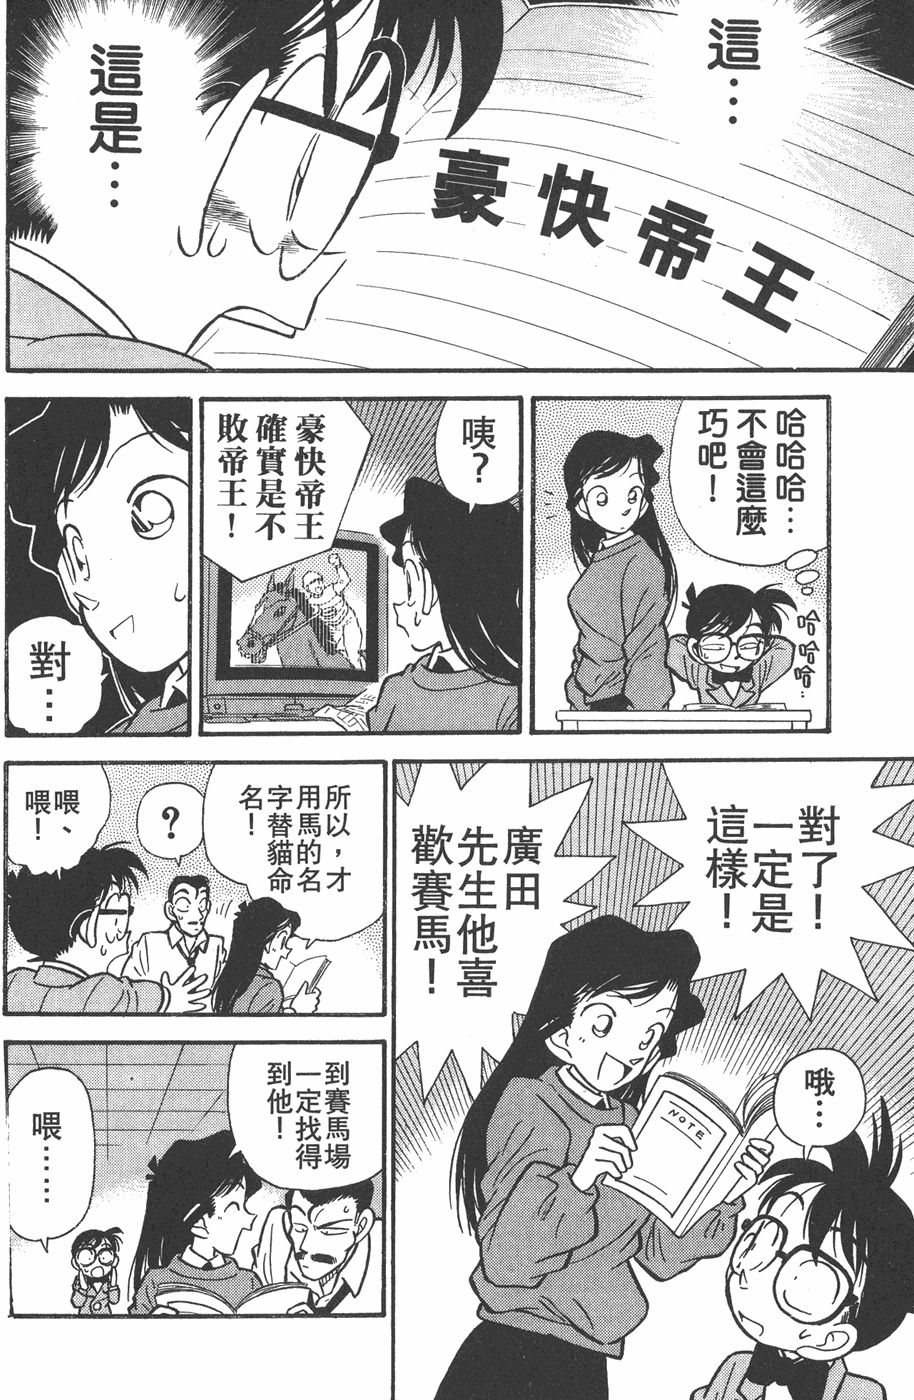 這…
豪快帝王
這是…
哈哈哈…
不會這麼
巧吧！
哈哈哈…
咦？
豪快帝王
確實是不
敗帝王！
對…
對了！
一定是
這樣！
廣田
先生他喜
歡賽馬！
NOTE
哦…
所以，才
用馬的名
字替貓命
名！
？
喂、
喂！
到賽馬場
一定找得
到他！
喂……